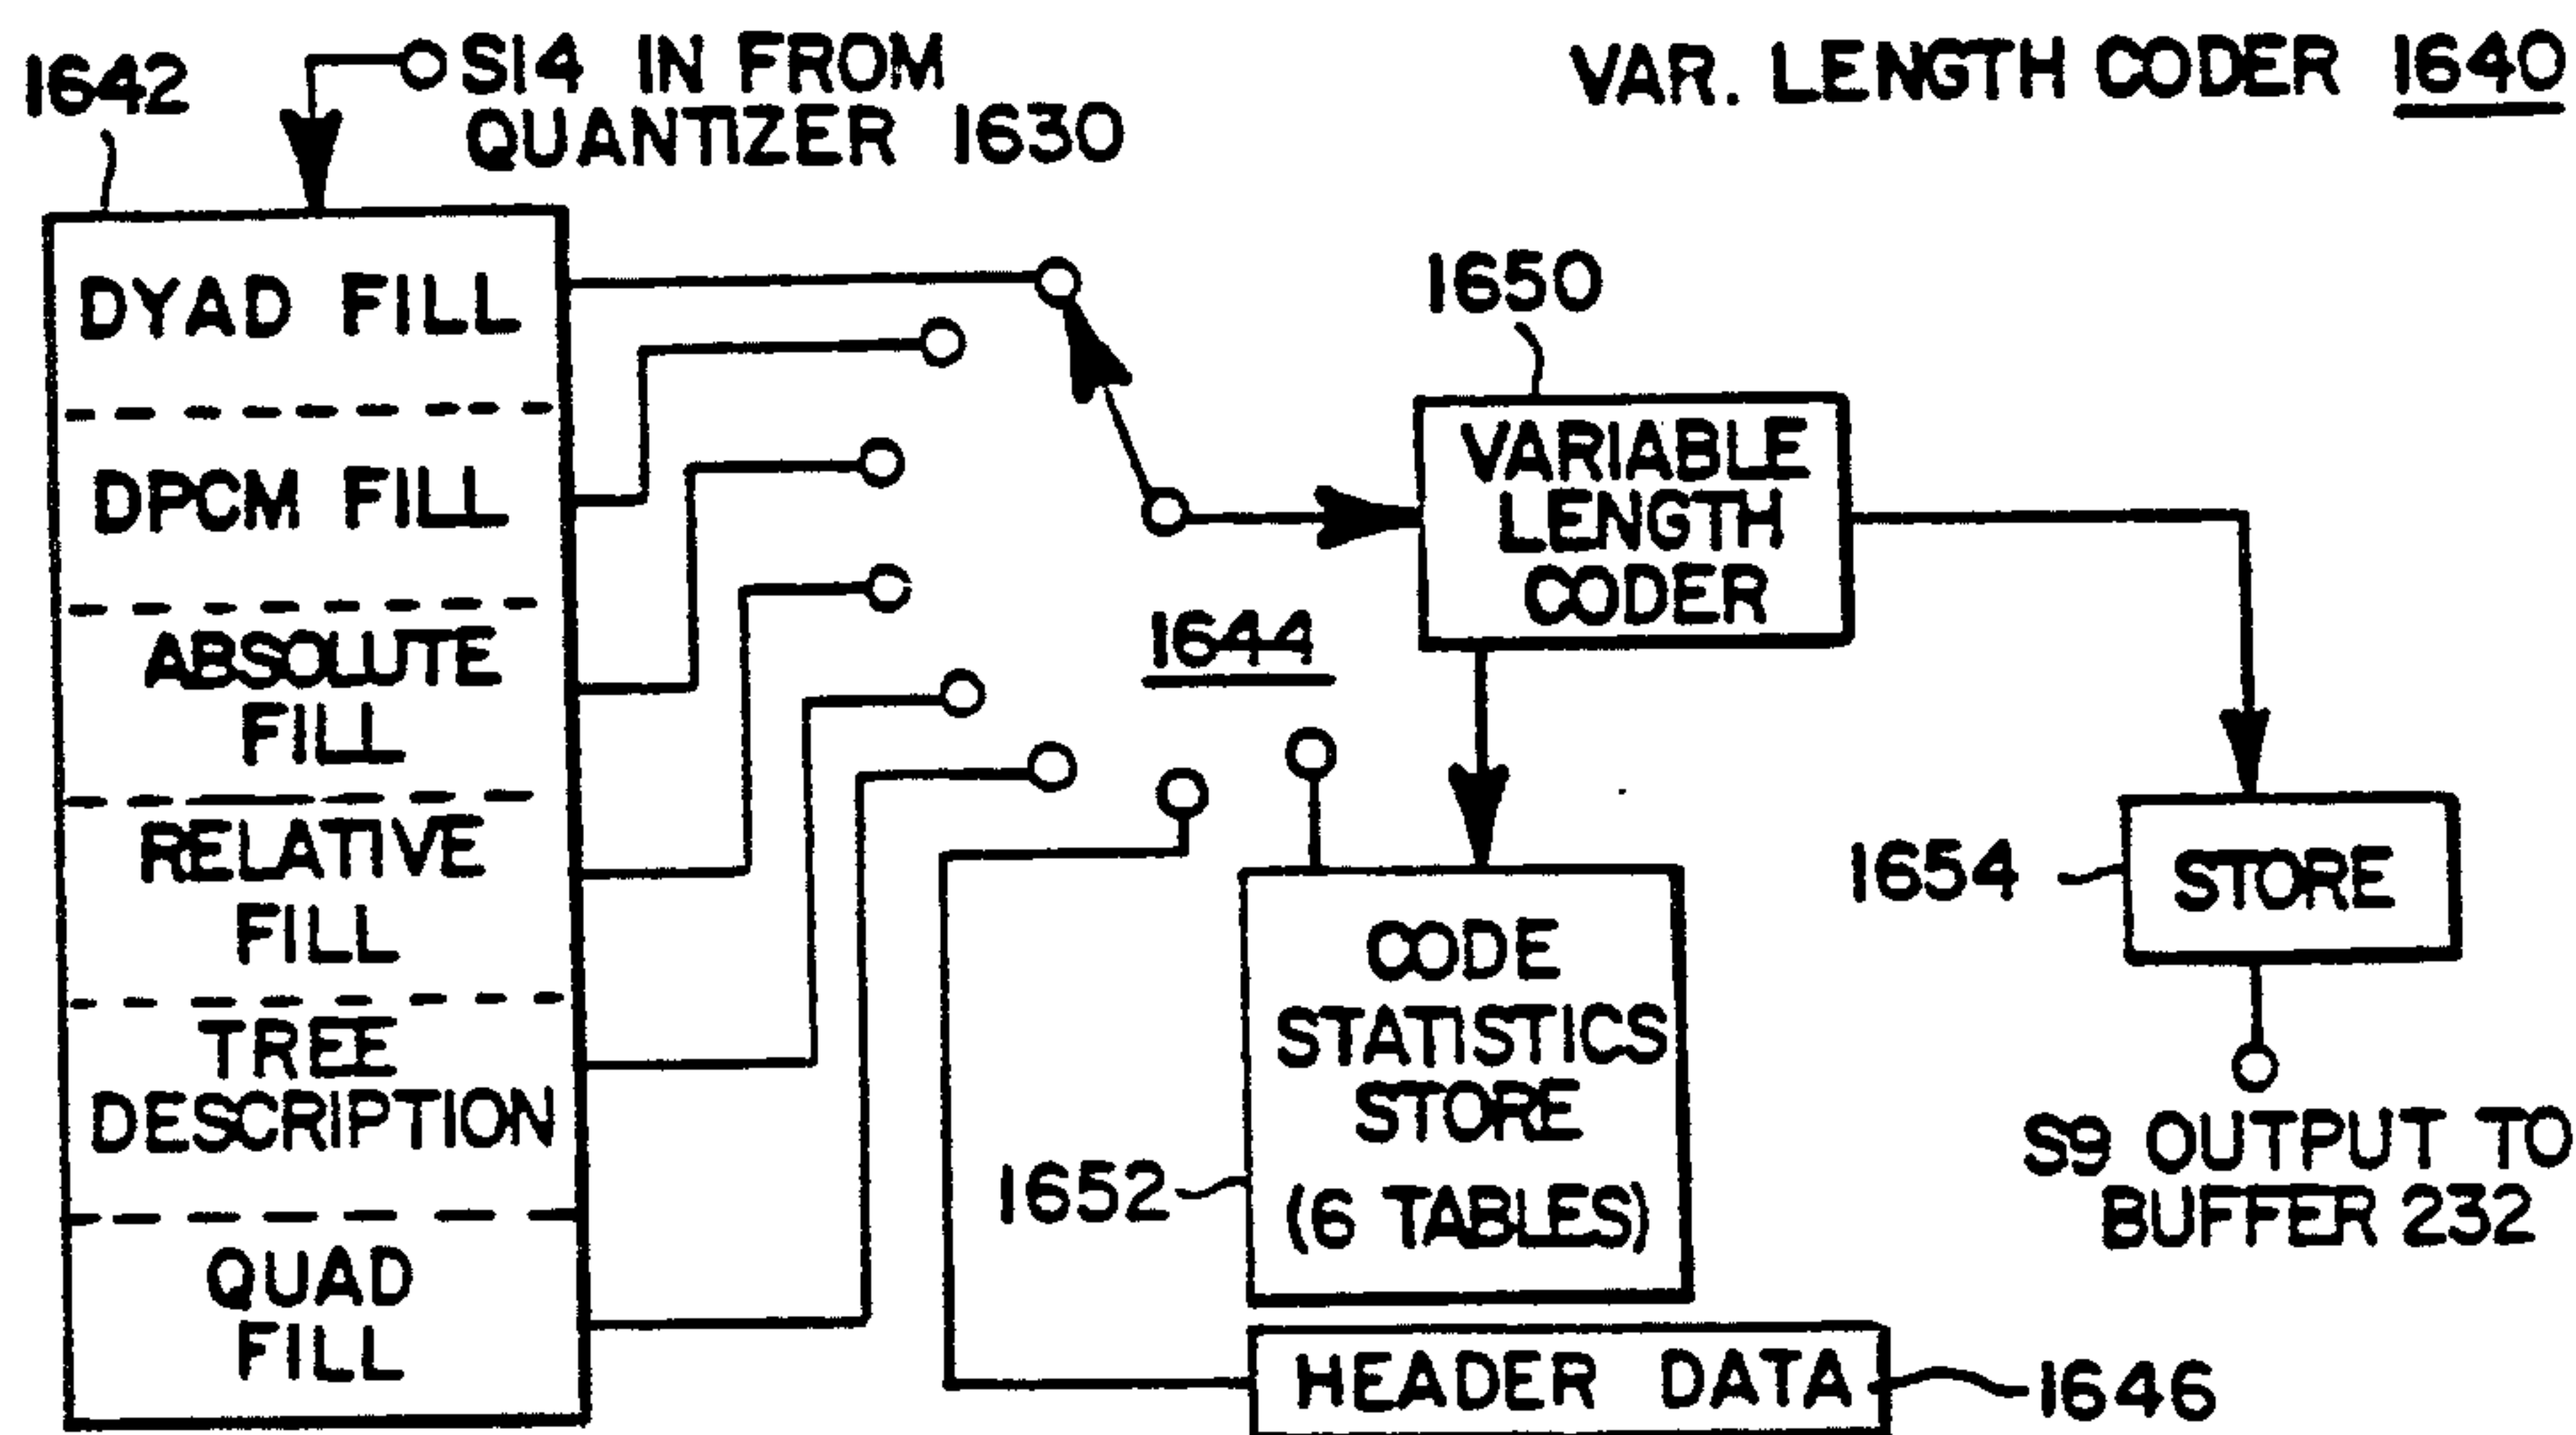 1642
S14 IN FROM
QUANTIZER 1630
VAR. LENGTH CODER 1640
DYAD FILL
DPCM FILL
ABSOLUTE
FILL
RELATIVE
FILL
TREE
DESCRIPTION
QUAD
FILL
1650
VARIABLE
LENGTH
CODER
1644
1652
CODE
STATISTICS
STORE
(6 TABLES)
HEADER DATA
1646
1654
STORE
S9 OUTPUT TO
BUFFER 232